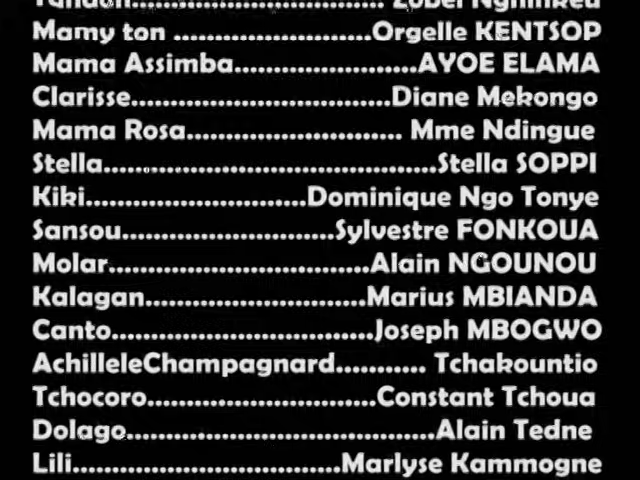 Mamy ton ......................Orgelle KENTSOP
Mama Assimba....................AYOE ELAMA
Clarisse.............................Diane Mekongo
Mama Rosa........................ Mme Ndingue
Stella.....................................Stella SOPPI
Kiki.........................Dominique Ngo Tonye
Sansou........................Sylvestre FONKOUA
Molar.............................Alain NGOUNOU
Kalagan.........................Marius MBIANDA
Canto.............................Joseph MBOGWO
AchilleleChampagnard.......... Tchakountio
Tchocoro..........................Constant Tchoua
Dolago...................................Alain Tedne
Lili..............................Marlyse Kammogne